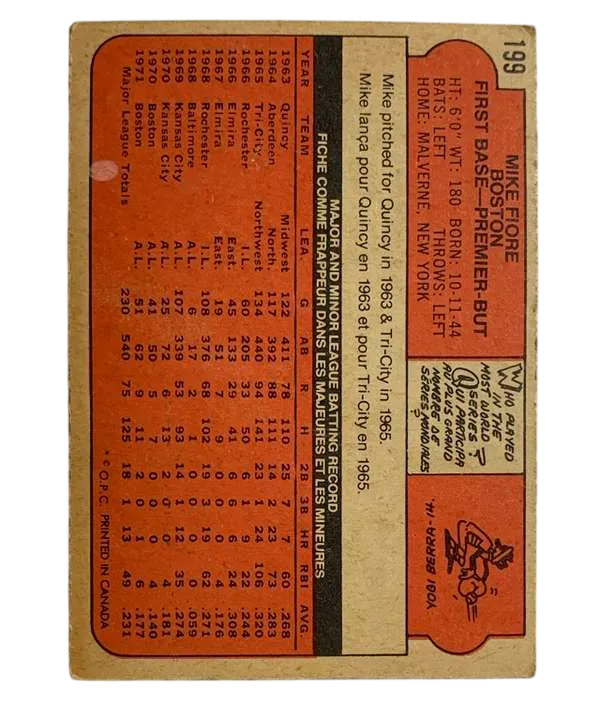 199
MIKE FIORE
BOSTON
FIRST BASE—PREMIER-BUT
HT: 6'0" WT: 180 BORN: 10-11-44
BATS: LEFT THROWS: LEFT
HOME: MALVERNE, NEW YORK
WHO PLAYED
IN THE
MOST WORLD
SERIES?
QUI PARTICIPA
AU PLUS GRAND
NOMBRE DE
SÉRIES MONDIALES?
YOGI BERRA-14.
Mike pitched for Quincy in 1963 & Tri-City in 1965.
Mike lança pour Quincy en 1963 et pour Tri-City en 1965.
MAJOR AND MINOR LEAGUE BATTING RECORD
FICHE COMME FRAPPEUR DANS LES MAJEURES ET LES MINEURES
YEAR TEAM LEA. G AB R H 2B 3B HR RBI AVG.
1963 Quincy Midwest 122 411 78 110 25 7 7 60 .268
1964 Aberdeen North. 117 392 88 111 14 2 23 73 .283
1965 Tri-City Northwest 134 440 94 141 23 1 24 106 .320
1966 Rochester I.L. 60 205 33 50 6 1 9 22 .244
1966 Elmira East. 45 133 29 41 6 0 6 24 .308
1967 Elmira East. 19 51 7 9 0 0 0 4 .176
1968 Rochester I.L. 108 376 68 102 19 3 19 62 .271
1968 Baltimore A.L. 6 17 2 1 0 0 0 0 .059
1969 Kansas City A.L. 107 339 53 93 14 1 12 35 .274
1970 Kansas City A.L. 25 72 6 13 2 0 0 4 .181
1970 Boston A.L. 41 50 5 7 0 0 0 4 .140
1971 Boston A.L. 51 62 9 11 2 0 1 6 .177
Major League Totals 230 540 75 125 18 1 13 49 .231
* © O.P.C. PRINTED IN CANADA